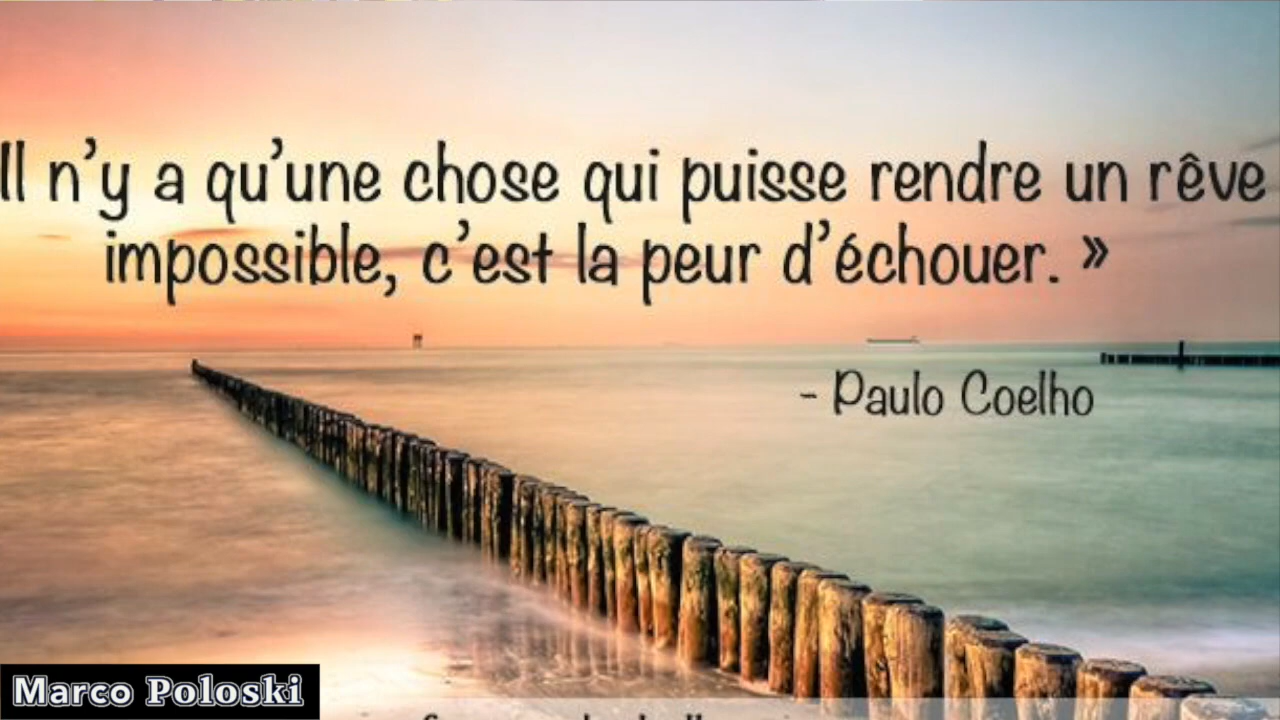 Il n'y a qu'une chose qui puisse rendre un rêve
impossible, c'est la peur d'échouer. »
- Paulo Coelho
Marco Poloski